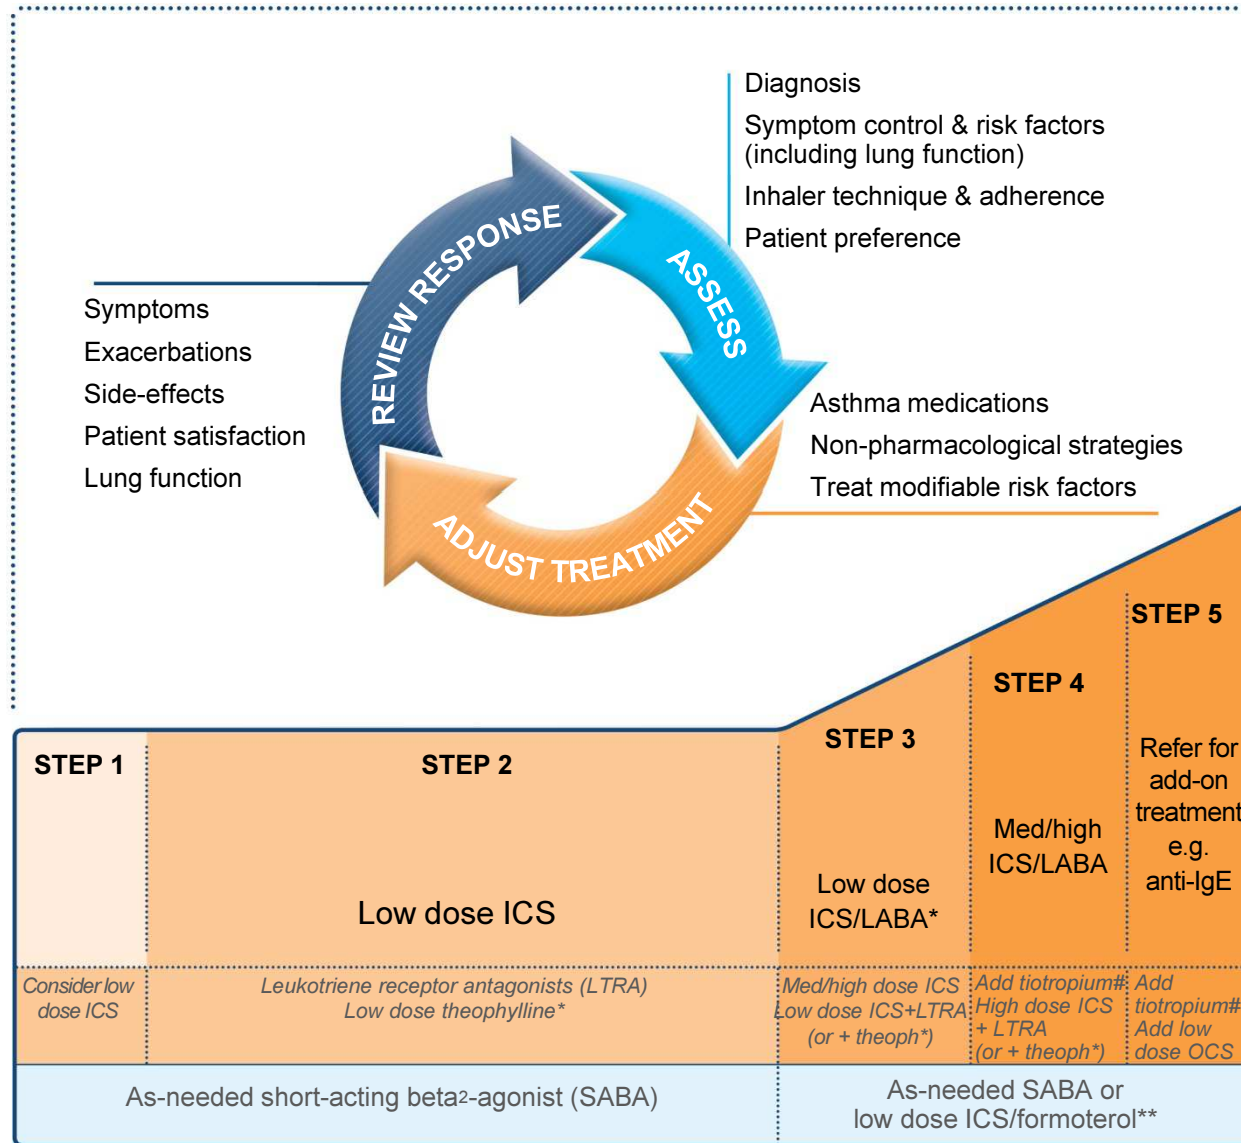 Diagnosis
Symptom control & risk factors
(including lung function)
Inhaler technique & adherence
Patient preference
REVIEW RESPONSE
ASSESS
ADJUST TREATMENT
Symptoms
Exacerbations
Side-effects
Patient satisfaction
Lung function
Asthma medications
Non-pharmacological strategies
Treat modifiable risk factors
STEP 1
STEP 2
STEP 3
STEP 4
STEP 5
Low dose ICS
Low dose
ICS/LABA*
Med/high
ICS/LABA
Refer for
add-on
treatment
e.g.
anti-IgE
Consider low
dose ICS
Leukotriene receptor antagonists (LTRA)
Low dose theophylline*
Med/high dose ICS
Low dose ICS+LTRA
(or + theoph*)
Add tiotropium#
High dose ICS
+ LTRA
(or + theoph*)
Add
tiotropium#
Add low
dose OCS
As-needed short-acting beta2-agonist (SABA)
As-needed SABA or
low dose ICS/formoterol**